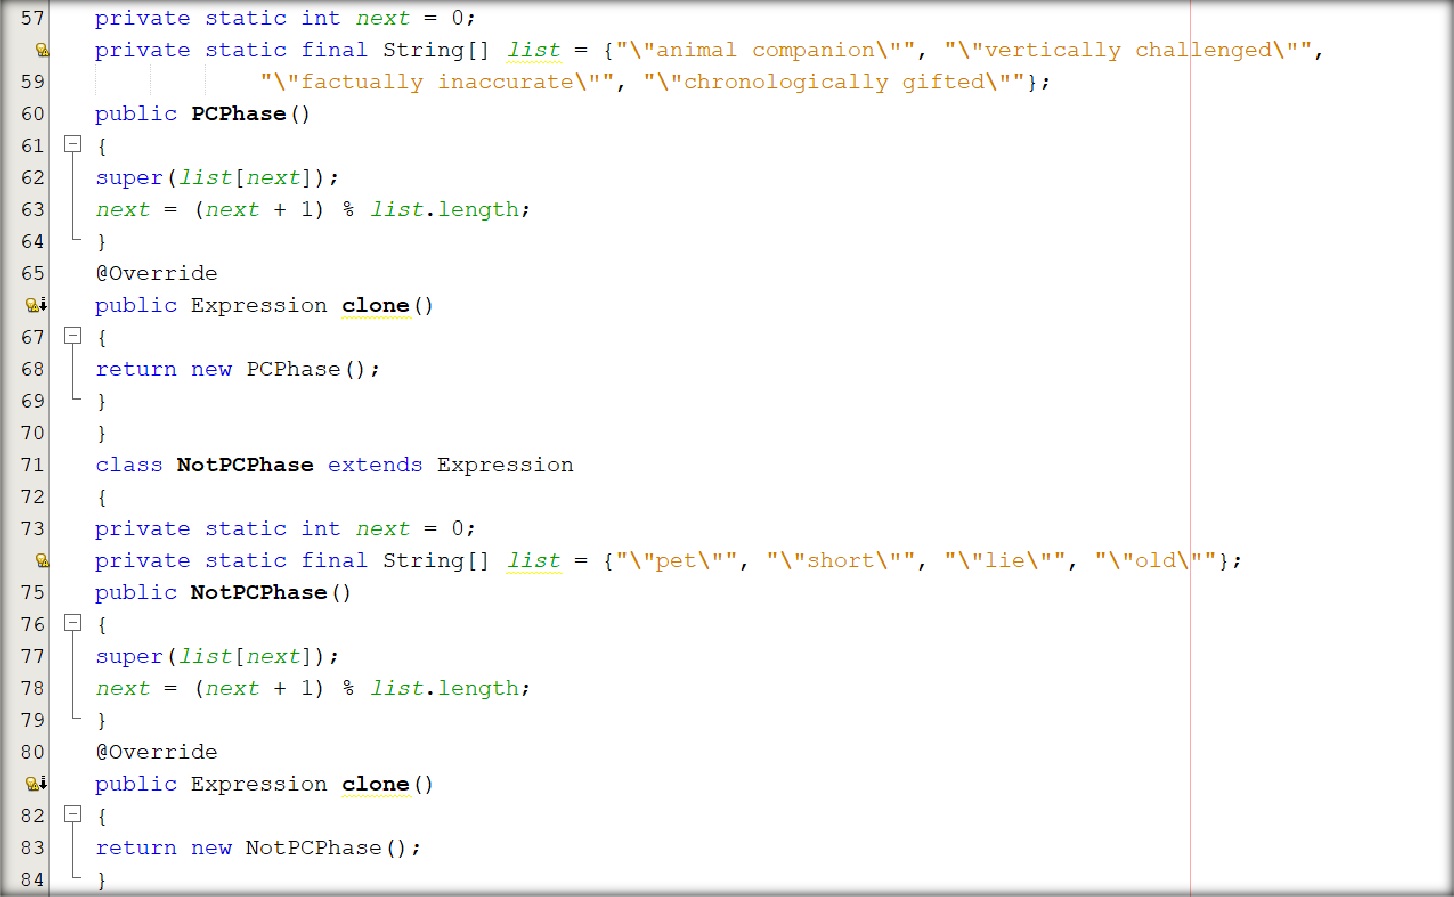 57 private static int next = 0;
private static final String[] list = {"\"animal companion\"", "\"vertically challenged\"",
59 "\"factually inaccurate\"", "\"chronologically gifted\""};
60 public PCPhase()
61 {
62 super(list[next]);
63 next = (next + 1) % list.length;
64 }
65 @Override
public Expression clone()
67 {
68 return new PCPhase();
69 }
70 }
71 class NotPCPhase extends Expression
72 {
73 private static int next = 0;
private static final String[] list = {"\"pet\"", "\"short\"", "\"lie\"", "\"old\""};
75 public NotPCPhase()
76 {
77 super(list[next]);
78 next = (next + 1) % list.length;
79 }
80 @Override
public Expression clone()
82 {
83 return new NotPCPhase();
84 }